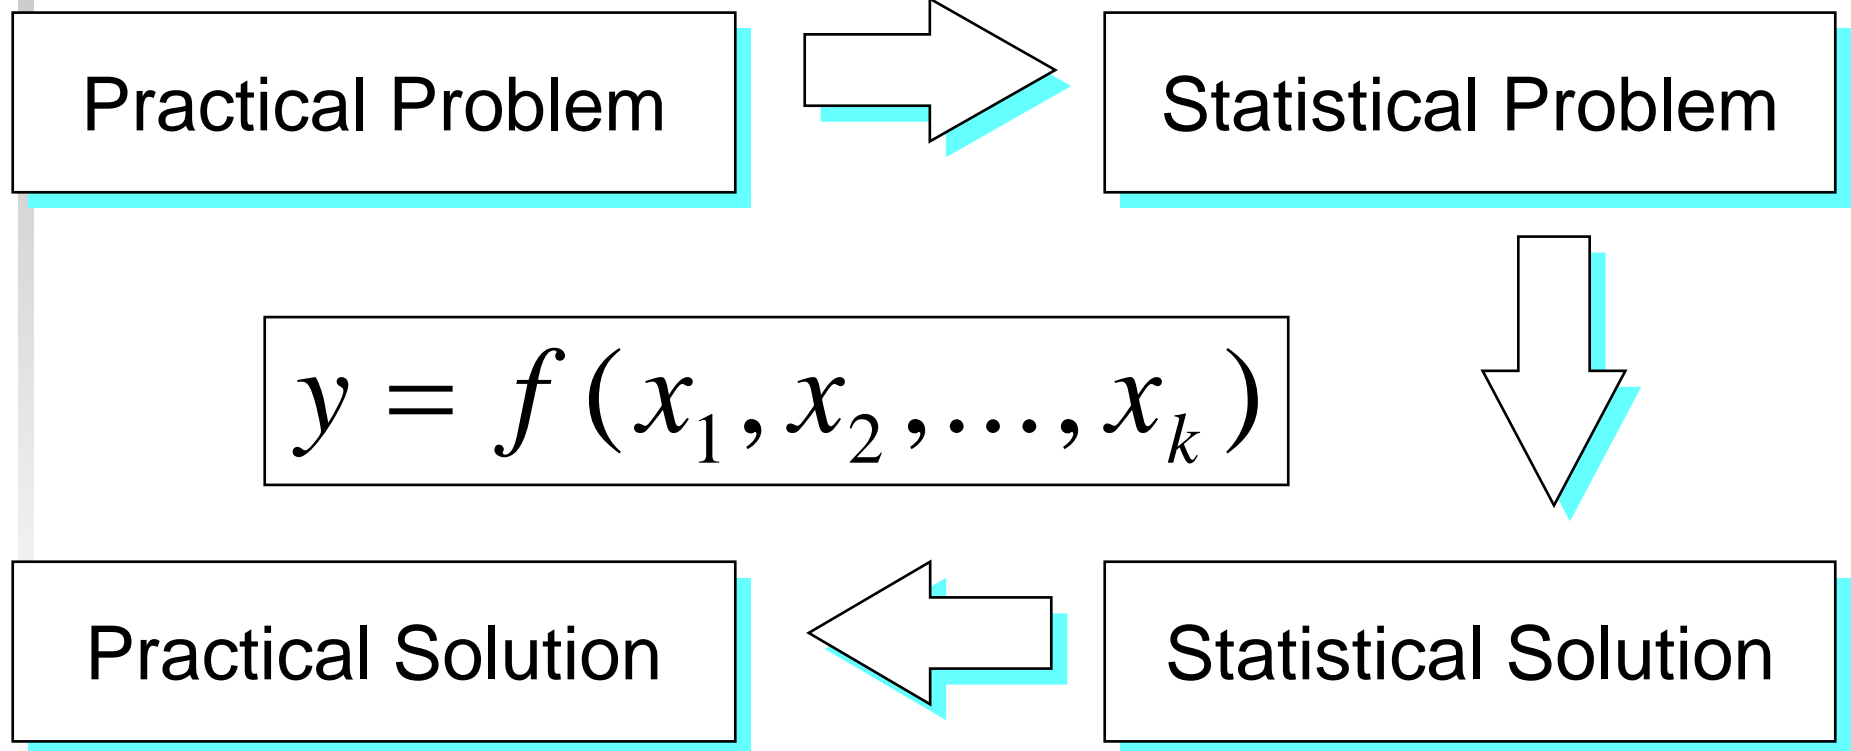 Practical Problem
Statistical Problem
y = f (x₁, x₂,..., xₖ)
Practical Solution
Statistical Solution